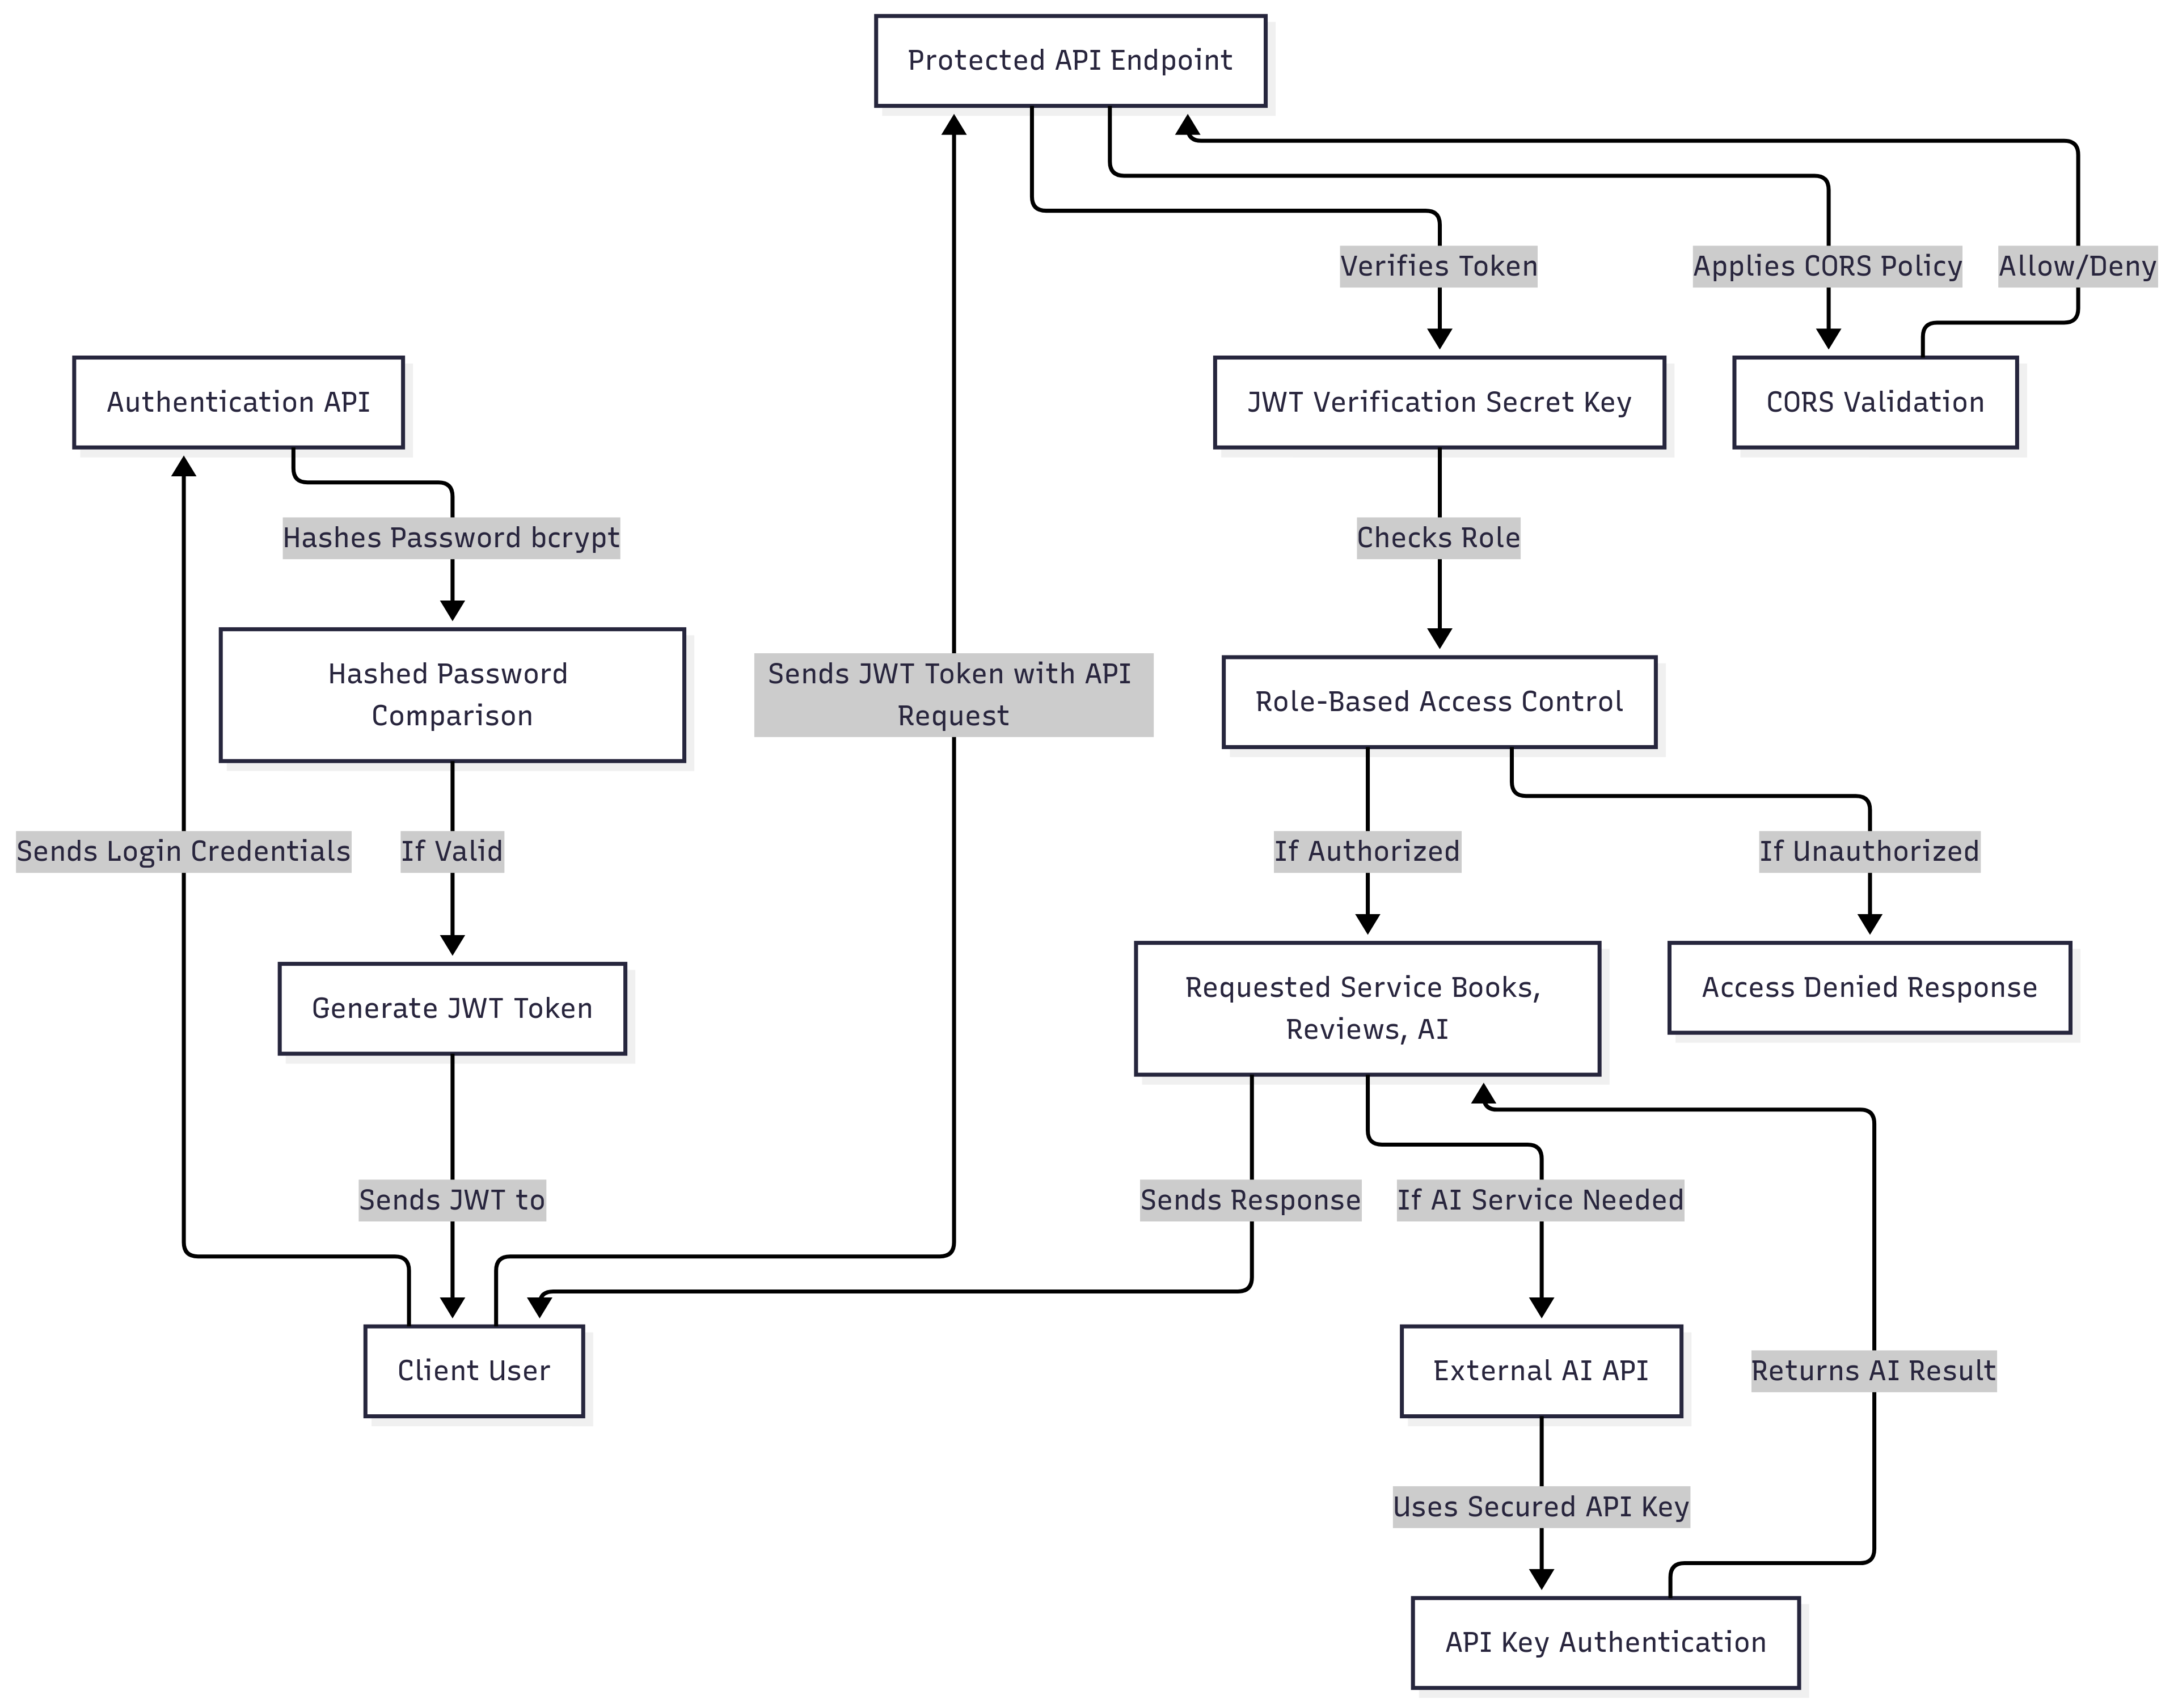 Protected API Endpoint
Verifies Token
Applies CORS Policy
Allow/Deny
Authentication API
JWT Verification Secret Key
CORS Validation
Hashes Password bcrypt
Checks Role
Hashed Password
Comparison
Sends JWT Token with API
Request
Role-Based Access Control
Sends Login Credentials
If Valid
If Authorized
If Unauthorized
Generate JWT Token
Requested Service Books,
Reviews, AI
Access Denied Response
Sends JWT to
Sends Response
If AI Service Needed
Client User
External AI API
Returns AI Result
Uses Secured API Key
API Key Authentication